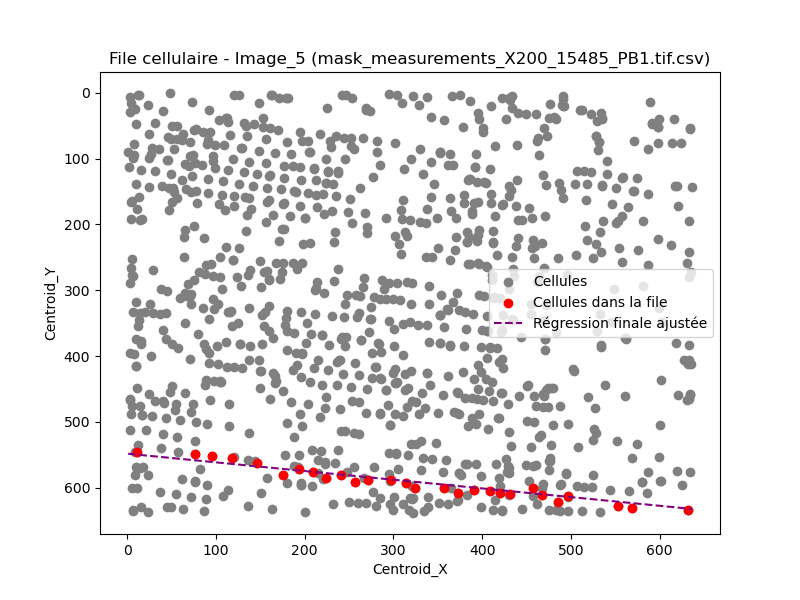 File cellulaire - Image_5 (mask_measurements_X200_15485_PB1.tif.csv)
Centroid_Y
0
100
200
300
400
500
600
Cellules
Cellules dans la file
Régression finale ajustée
0 100 200 300 400 500 600
Centroid_X